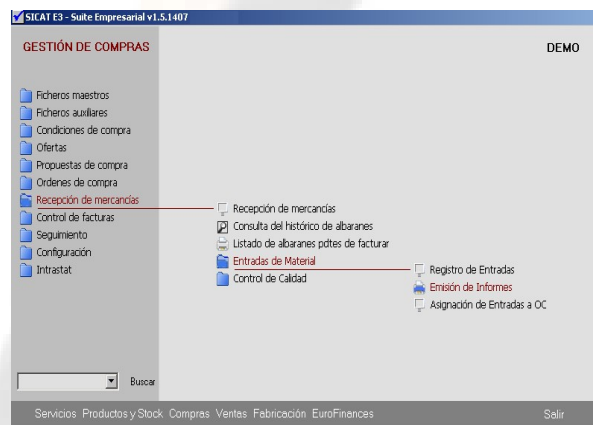 SICAT E3 - Suite Empresarial v1.5.1407
GESTIÓN DE COMPRAS
DEMO
Ficheros maestros
Ficheros auxiliares
Condiciones de compra
Ofertas
Propuestas de compra
Ordenes de compra
Recepción de mercancías
Control de facturas
Seguimiento
Configuración
Intrastat
Recepción de mercancías
Consulta del histórico de albaranes
Listado de albaranes pdtes de facturar
Entradas de Material
Control de Calidad
Registro de Entradas
Emisión de Informes
Asignación de Entradas a OC
Buscar
Servicios Productos y Stock Compras Ventas Fabricación EuroFinances Salir